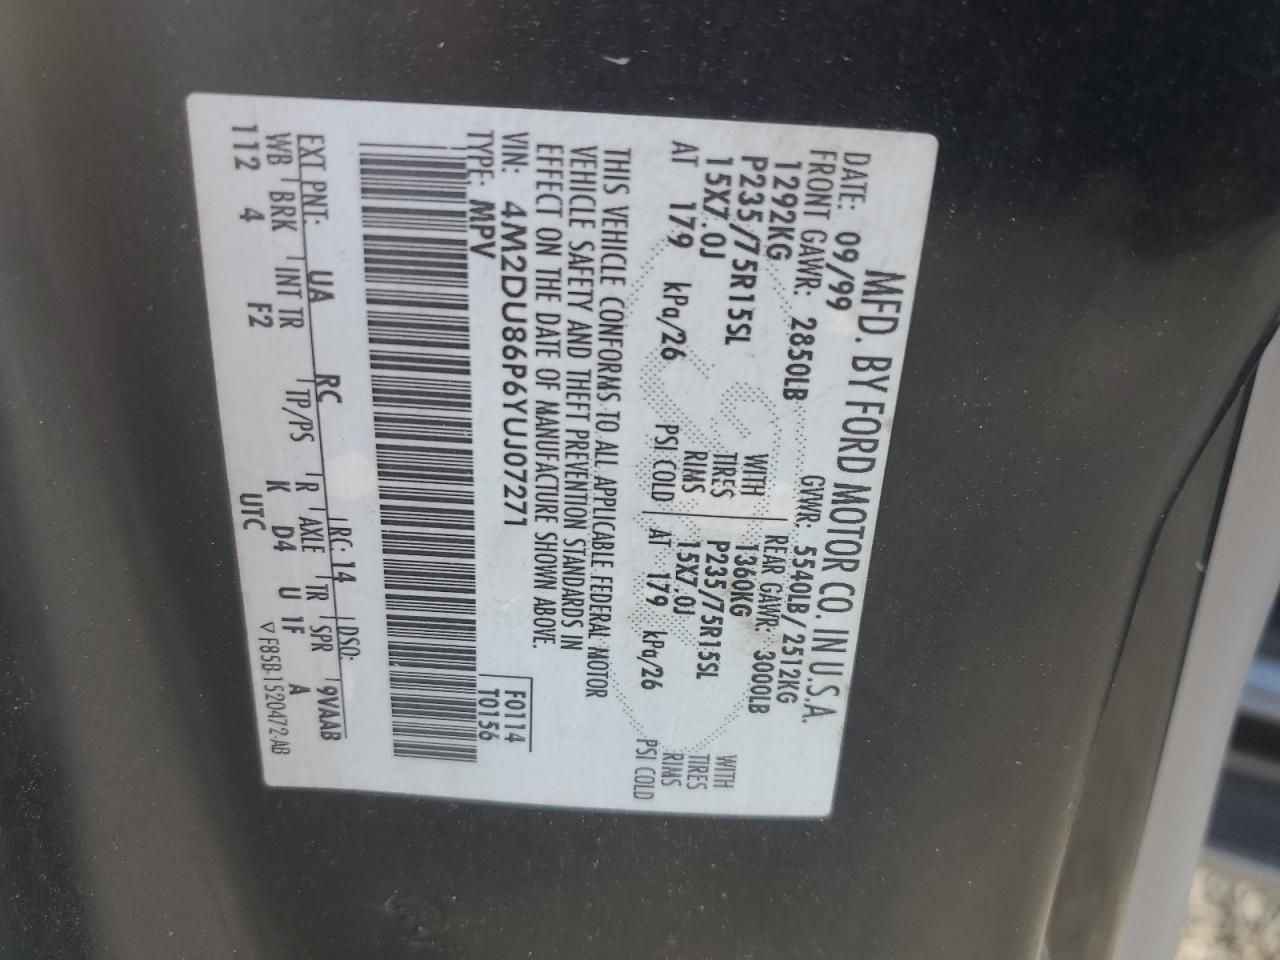 MFD. BY FORD MOTOR CO. IN U.S.A.
DATE: 09/99 GVWR: 5540LB/ 2512KG
FRONT GAWR: 2850LB REAR GAWR: 3000LB
1292KG WITH 1360KG WITH
P235/75R15SL TIRES P235/75R15SL TIRES
15X7.0J RIMS 15X7.0J RIMS
AT 179 kPa/26 PSI COLD AT 179 kPa/26 PSI COLD
THIS VEHICLE CONFORMS TO ALL APPLICABLE FEDERAL MOTOR
VEHICLE SAFETY AND THEFT PREVENTION STANDARDS IN
EFFECT ON THE DATE OF MANUFACTURE SHOWN ABOVE.
VIN: 4M2DU86P6YUJ07271 F0114
TYPE: MPV T0156
EXT PNT: UA RC RC: 14 DSO: 9VAAB
WB BRK INT TR TP/PS R AXLE TR SPR
112 4 F2 K D4 U 1F A
UTC ▽ F85B-1520472-AB